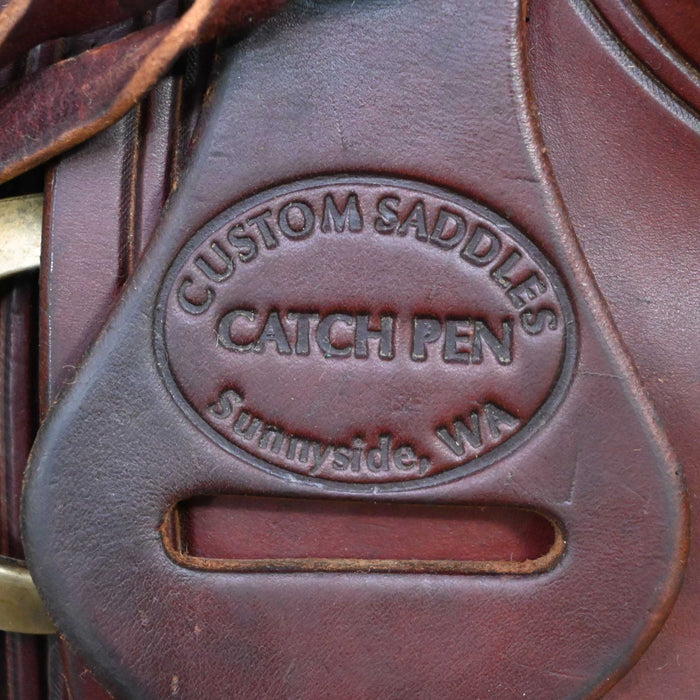 CUSTOM SADDLES
CATCH PEN
Sunnyside, WA